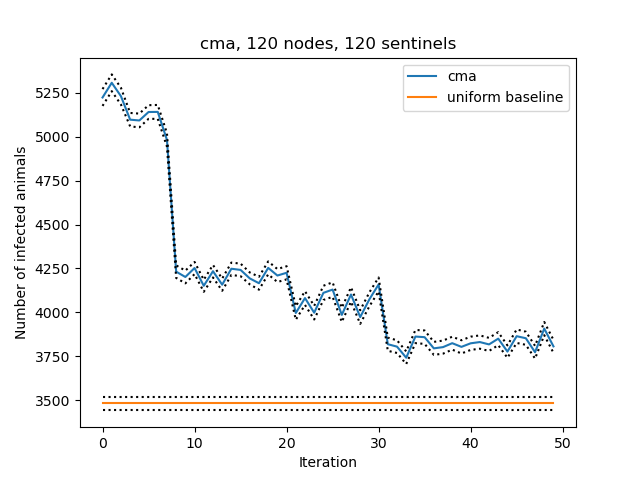 cma, 120 nodes, 120 sentinels
cma
uniform baseline
Number of infected animals
5250
5000
4750
4500
4250
4000
3750
3500
0 10 20 30 40 50
Iteration